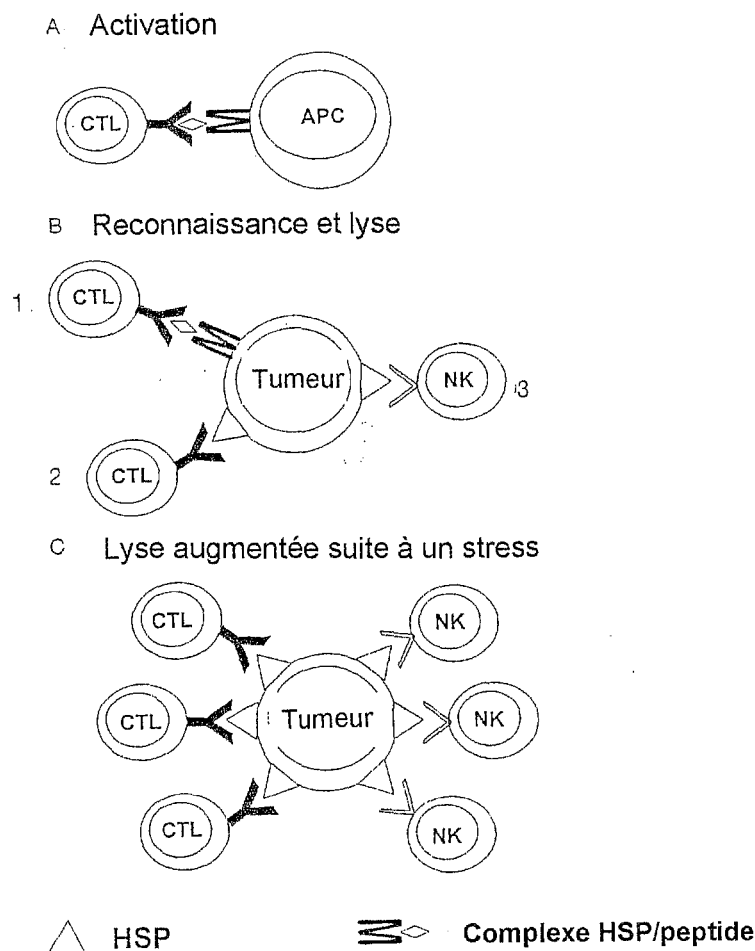 A Activation
CTL APC
B Reconnaissance et lyse
1. CTL
Tumeur NK 3
2 CTL
C Lyse augmentée suite à un stress
CTL NK
CTL Tumeur NK
CTL NK
HSP Complexe HSP/peptide